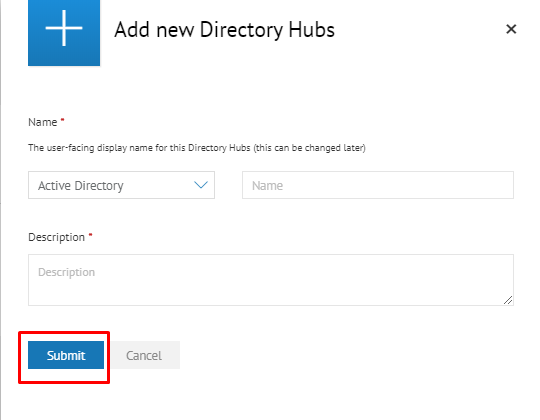 Add new Directory Hubs
Name *
The user-facing display name for this Directory Hubs (this can be changed later)
Active Directory
Name
Description *
Description
Submit
Cancel